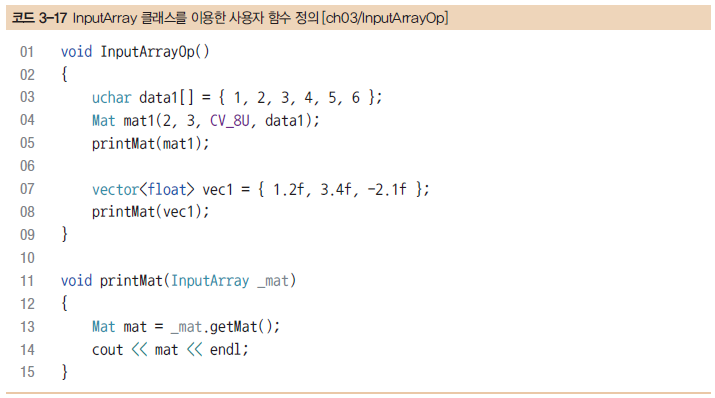 코드 3-17 InputArray 클래스를 이용한 사용자 함수 정의 [ch03/InputArrayOp]
01 void InputArrayOp()
02 {
03 uchar data1[] = { 1, 2, 3, 4, 5, 6 };
04 Mat mat1(2, 3, CV_8U, data1);
05 printMat(mat1);
06
07 vector<float> vec1 = { 1.2f, 3.4f, -2.1f };
08 printMat(vec1);
09 }
10
11 void printMat(InputArray _mat)
12 {
13 Mat mat = _mat.getMat();
14 cout << mat << endl;
15 }